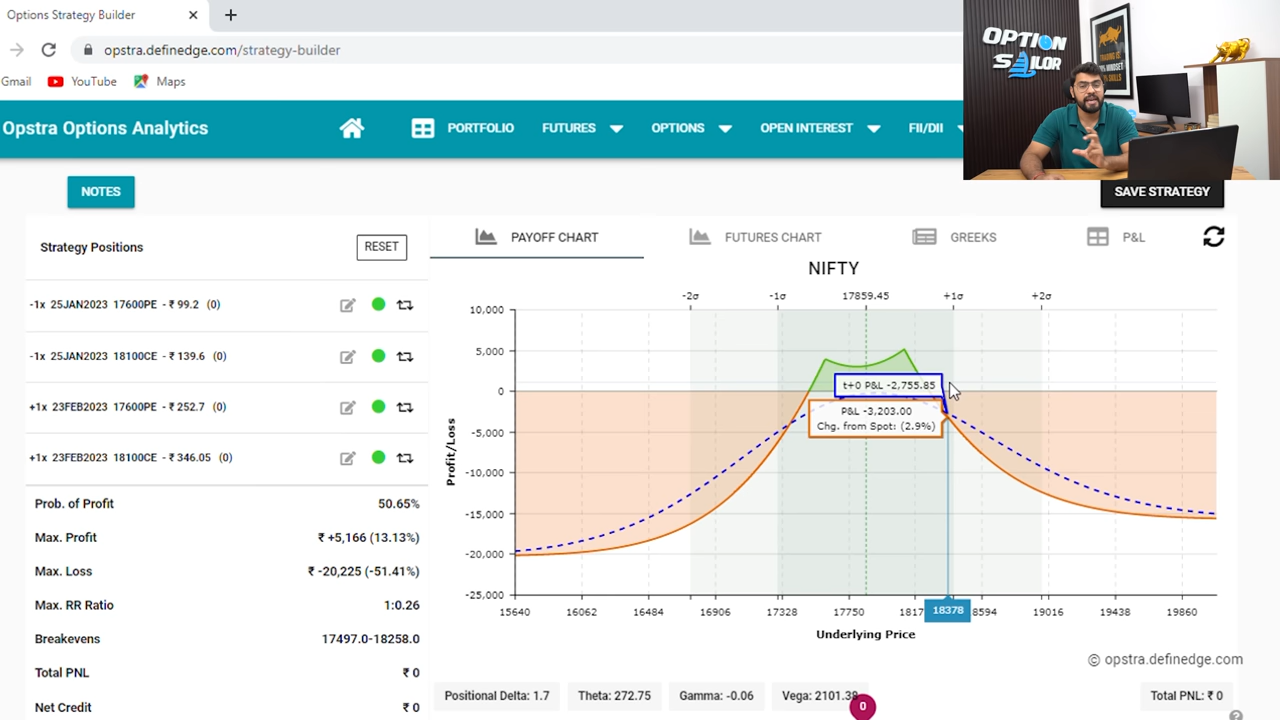 Options Strategy Builder
opstra.definedge.com/strategy-builder
Gmail YouTube Maps
OPTION
SAILOR
Opstra Options Analytics
PORTFOLIO FUTURES OPTIONS OPEN INTEREST FII/DII
NOTES
SAVE STRATEGY
Strategy Positions
RESET
-1x 25JAN2023 17600PE - ₹ 99.2 (0)
-1x 25JAN2023 18100CE - ₹ 139.6 (0)
+1x 23FEB2023 17600PE - ₹ 252.7 (0)
+1x 23FEB2023 18100CE - ₹ 346.05 (0)
Prob. of Profit 50.65%
Max. Profit ₹ +5,166 (13.13%)
Max. Loss ₹ -20,225 (-51.41%)
Max. RR Ratio 1:0.26
Breakevens 17497.0-18258.0
Total PNL ₹ 0
Net Credit ₹ 0
PAYOFF CHART FUTURES CHART GREEKS P&L
NIFTY
-2σ -1σ 17859.45 +1σ +2σ
10,000
5,000
0
-5,000
-10,000
-15,000
-20,000
-25,000
Profit/Loss
t+0 P&L -2,755.85
P&L -3,203.00
Chg. from Spot: (2.9%)
15640 16062 16484 16906 17328 17750 1817 18378 18594 19016 19438 19860
Underlying Price
© opstra.definedge.com
Positional Delta: 1.7 Theta: 272.75 Gamma: -0.06 Vega: 2101.38 Total PNL: ₹ 0
0